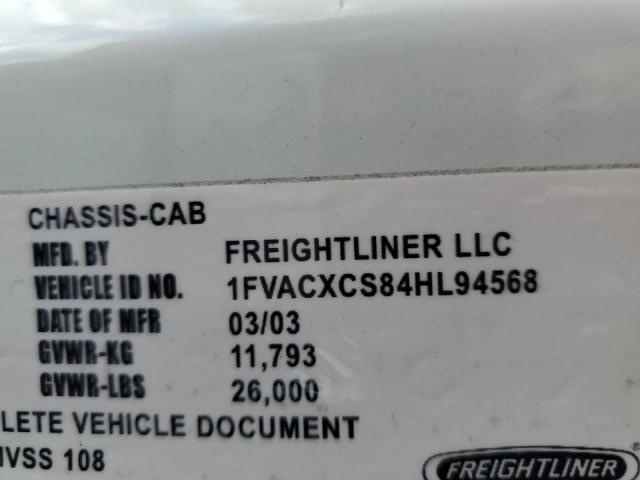 CHASSIS-CAB
MFD. BY FREIGHTLINER LLC
VEHICLE ID NO. 1FVACXCS84HL94568
DATE OF MFR 03/03
GVWR-KG 11,793
GVWR-LBS 26,000
LETE VEHICLE DOCUMENT
VSS 108
FREIGHTLINER ®